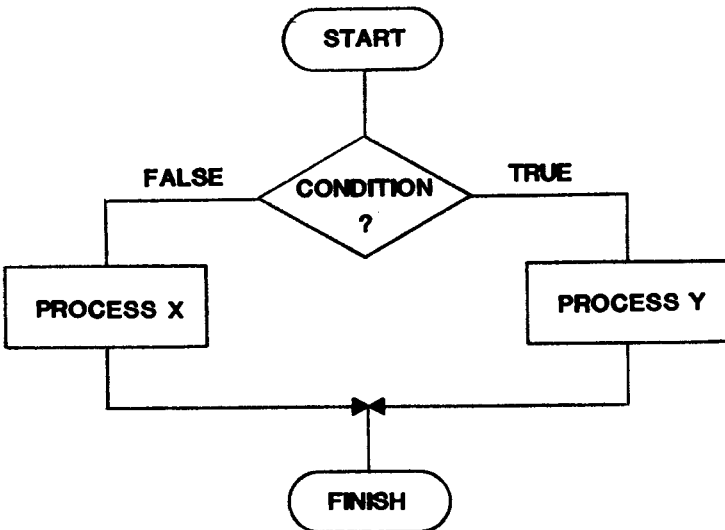 START
FALSE
TRUE
CONDITION
?
PROCESS X
PROCESS Y
FINISH